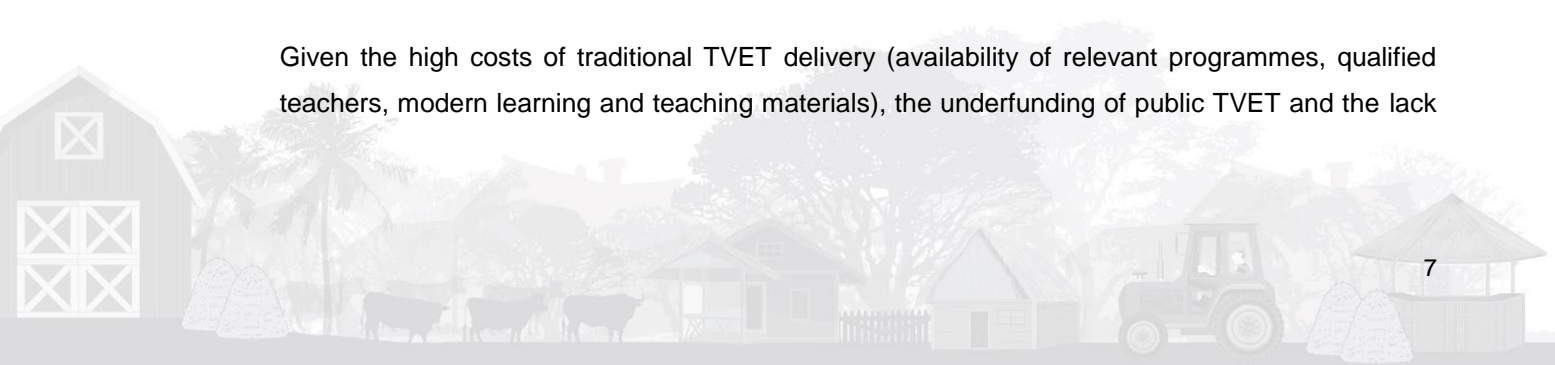 Given the high costs of traditional TVET delivery (availability of relevant programmes, qualified
teachers, modern learning and teaching materials), the underfunding of public TVET and the lack
7